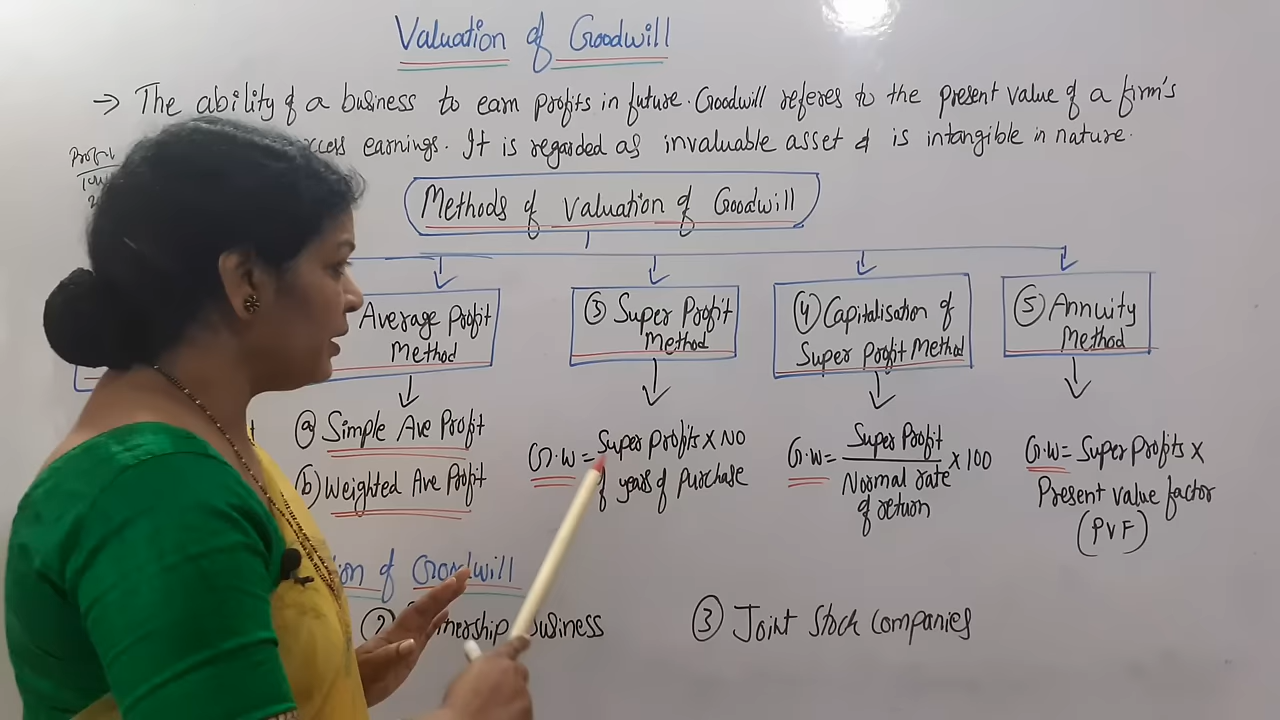 Valuation of Goodwill
→ The ability of a business to earn profits in future. Goodwill referes to the present value of a firm's
earnings. It is regarded as invaluable asset & is intangible in nature.
Methods of Valuation of Goodwill
Average Profit
Method
③ Super Profit
Method
④ Capitalisation of
Super Profit Method
⑤ Annuity
Method
ⓐ Simple Ave Profit
ⓑ Weighted Ave Profit
G.W = Super Profits X NO
of years of Purchase
G.W = Super Profit
Normal rate
of return
X 100
G.W = Super Profits X
Present value factor
(PVF)
of Goodwill
② Business
③ Joint Stock Companies